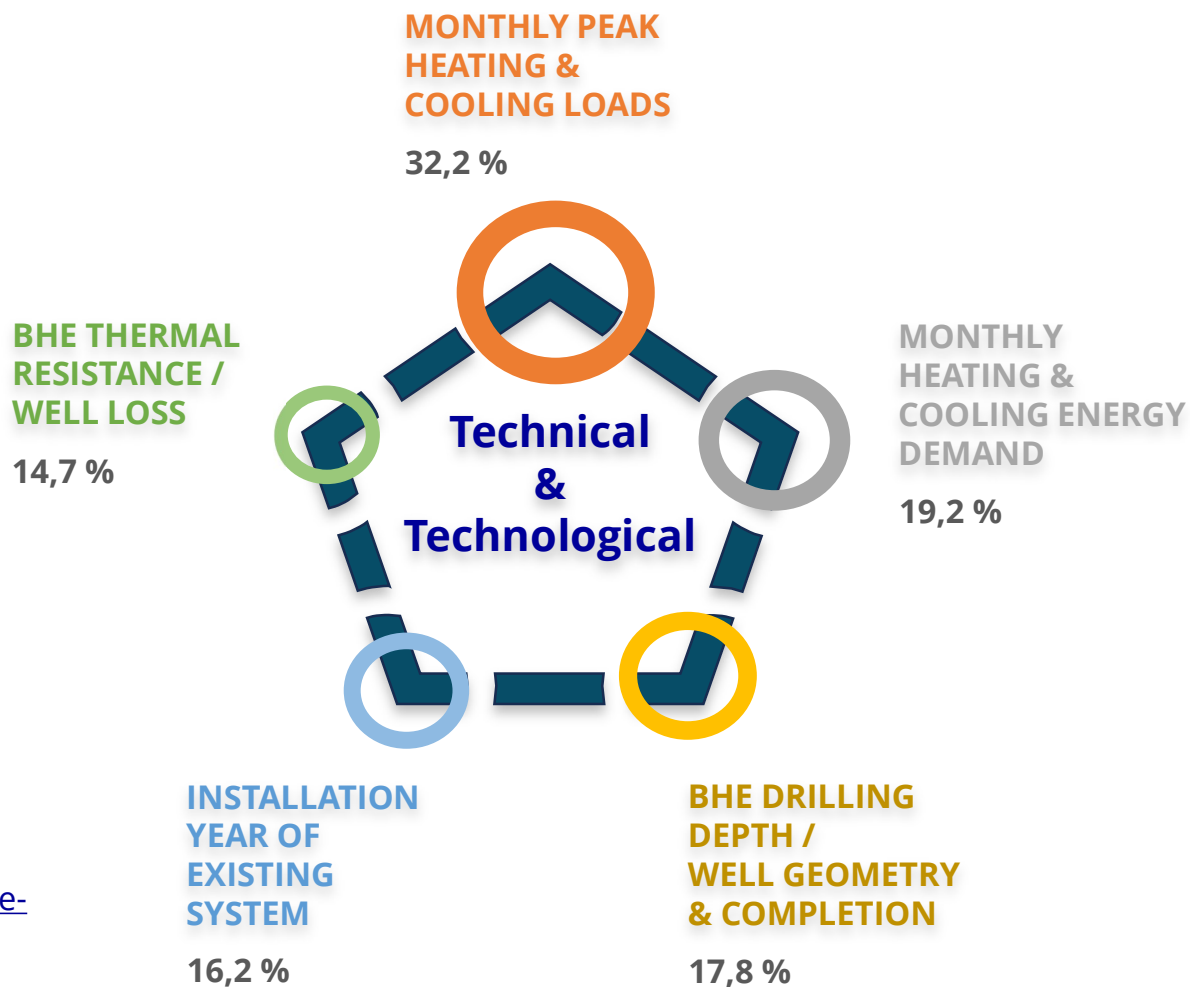 MONTHLY PEAK
HEATING &
COOLING LOADS
32,2 %
BHE THERMAL
RESISTANCE /
WELL LOSS
14,7 %
MONTHLY
HEATING &
COOLING ENERGY
DEMAND
19,2 %
Technical
&
Technological
INSTALLATION
YEAR OF
EXISTING
SYSTEM
16,2 %
BHE DRILLING
DEPTH /
WELL GEOMETRY
& COMPLETION
17,8 %
e-